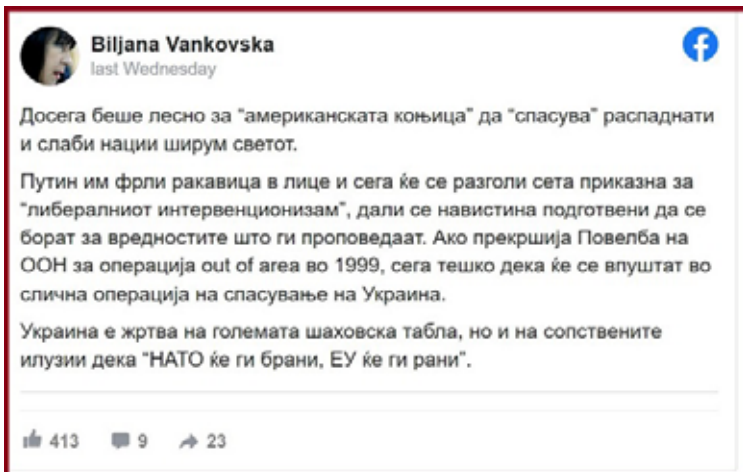 Biljana Vankovska
last Wednesday
Досега беше лесно за “американската коњица” да “спасува” распаднати
и слаби нации ширум светот.
Путин им фрли ракавица в лице и сега ќе се разголи сета приказна за
“либералниот интервенционизам”, дали се навистина подготвени да се
борат за вредностите што ги проповедаат. Ако прекршија Повелба на
ООН за операција out of area во 1999, сега тешко дека ќе се впуштат во
слична операција на спасување на Украина.
Украина е жртва на големата шаховска табла, но и на сопствените
илузии дека “НАТО ќе ги брани, ЕУ ќе ги рани”.
413 9 23